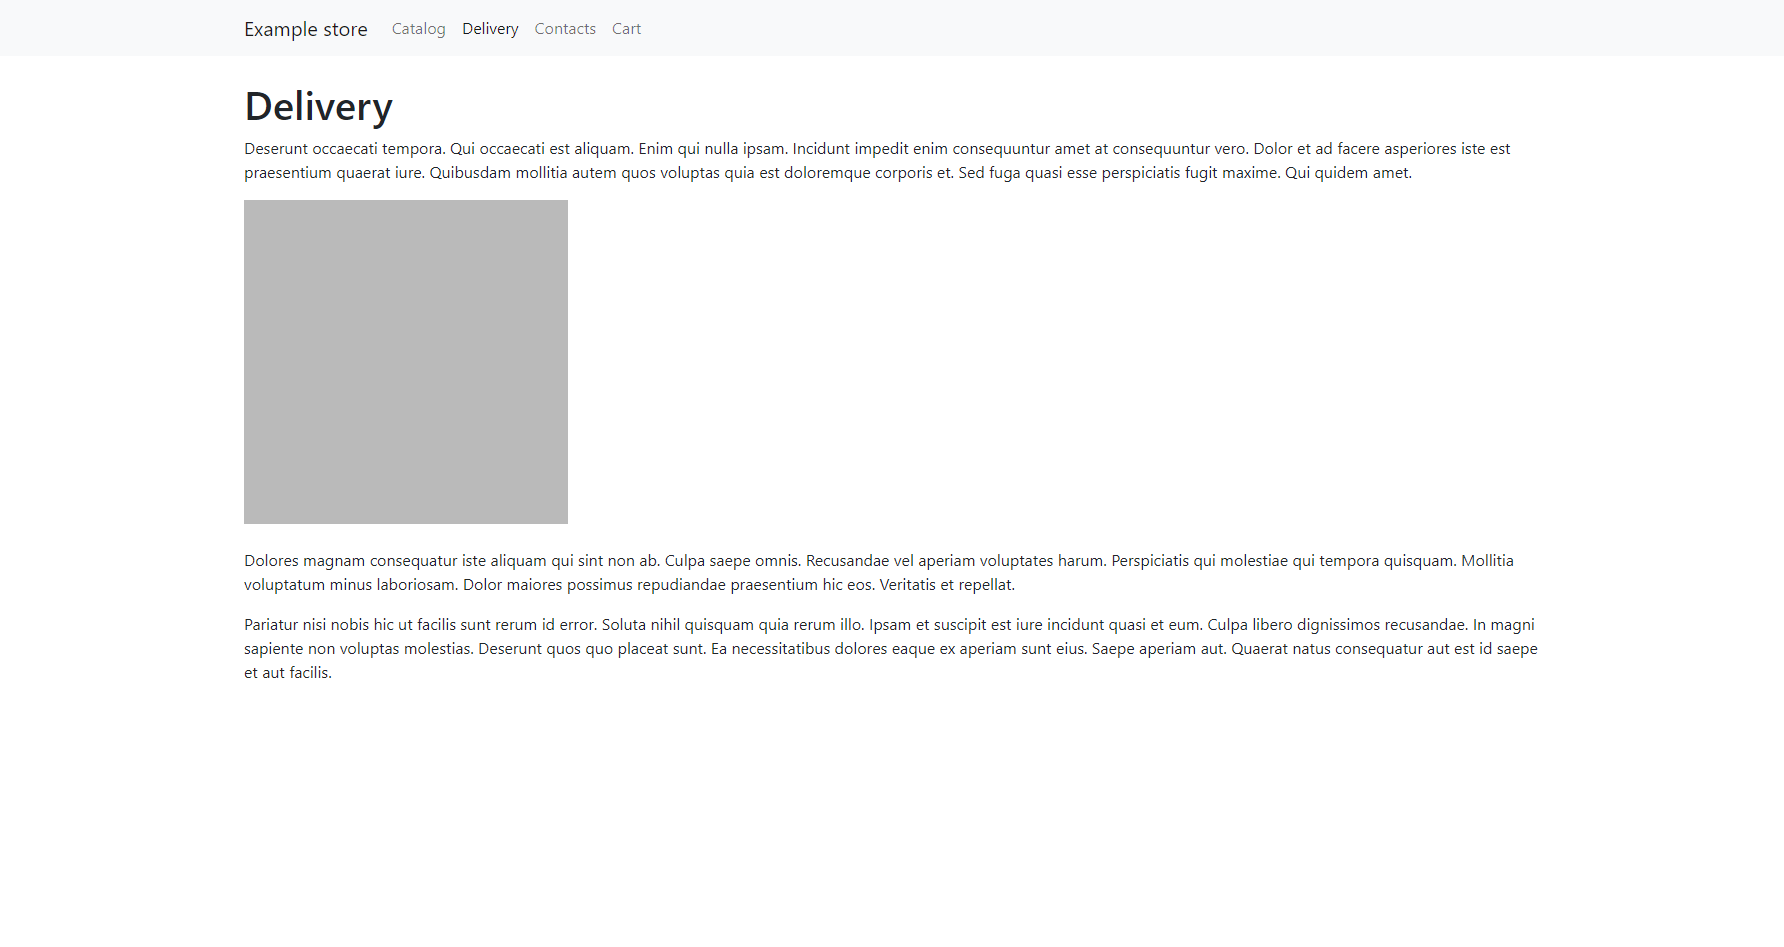 Example store Catalog Delivery Contacts Cart
Delivery
Deserunt occaecati tempora. Qui occaecati est aliquam. Enim qui nulla ipsam. Incidunt impedit enim consequuntur amet at consequuntur vero. Dolor et ad facere asperiores iste est
praesentium quaerat iure. Quibusdam mollitia autem quos voluptas quia est doloremque corporis et. Sed fuga quasi esse perspiciatis fugit maxime. Qui quidem amet.
Dolores magnam consequatur iste aliquam qui sint non ab. Culpa saepe omnis. Recusandae vel aperiam voluptates harum. Perspiciatis qui molestiae qui tempora quisquam. Mollitia
voluptatum minus laboriosam. Dolor maiores possimus repudiandae praesentium hic eos. Veritatis et repellat.
Pariatur nisi nobis hic ut facilis sunt rerum id error. Soluta nihil quisquam quia rerum illo. Ipsam et suscipit est iure incidunt quasi et eum. Culpa libero dignissimos recusandae. In magni
sapiente non voluptas molestias. Deserunt quos quo placeat sunt. Ea necessitatibus dolores eaque ex aperiam sunt eius. Saepe aperiam aut. Quaerat natus consequatur aut est id saepe
et aut facilis.